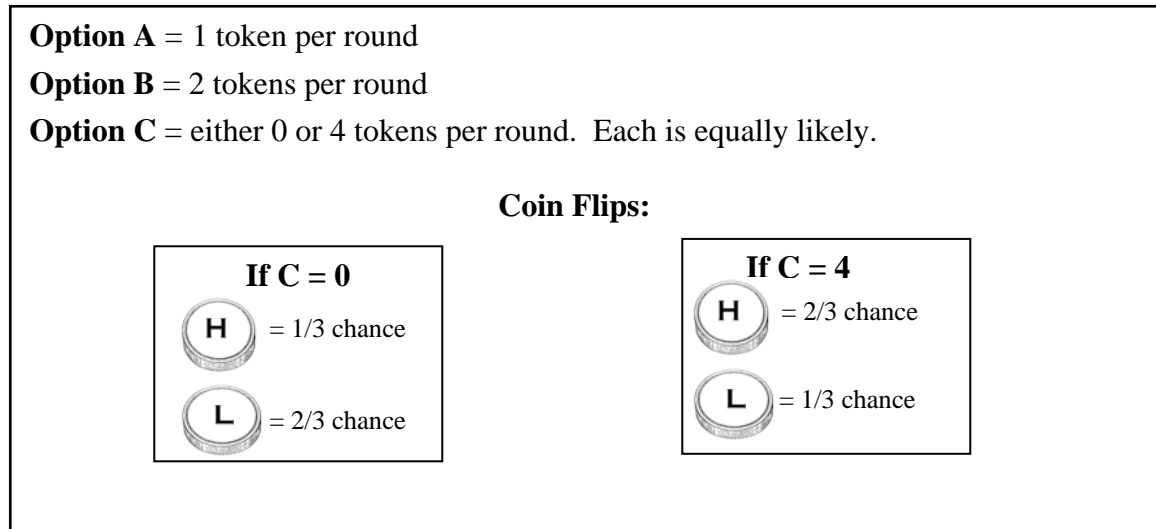 Option A = 1 token per round
Option B = 2 tokens per round
Option C = either 0 or 4 tokens per round.  Each is equally likely.
Coin Flips:
If C = 0
H = 1/3 chance
L = 2/3 chance
If C = 4
H = 2/3 chance
L = 1/3 chance